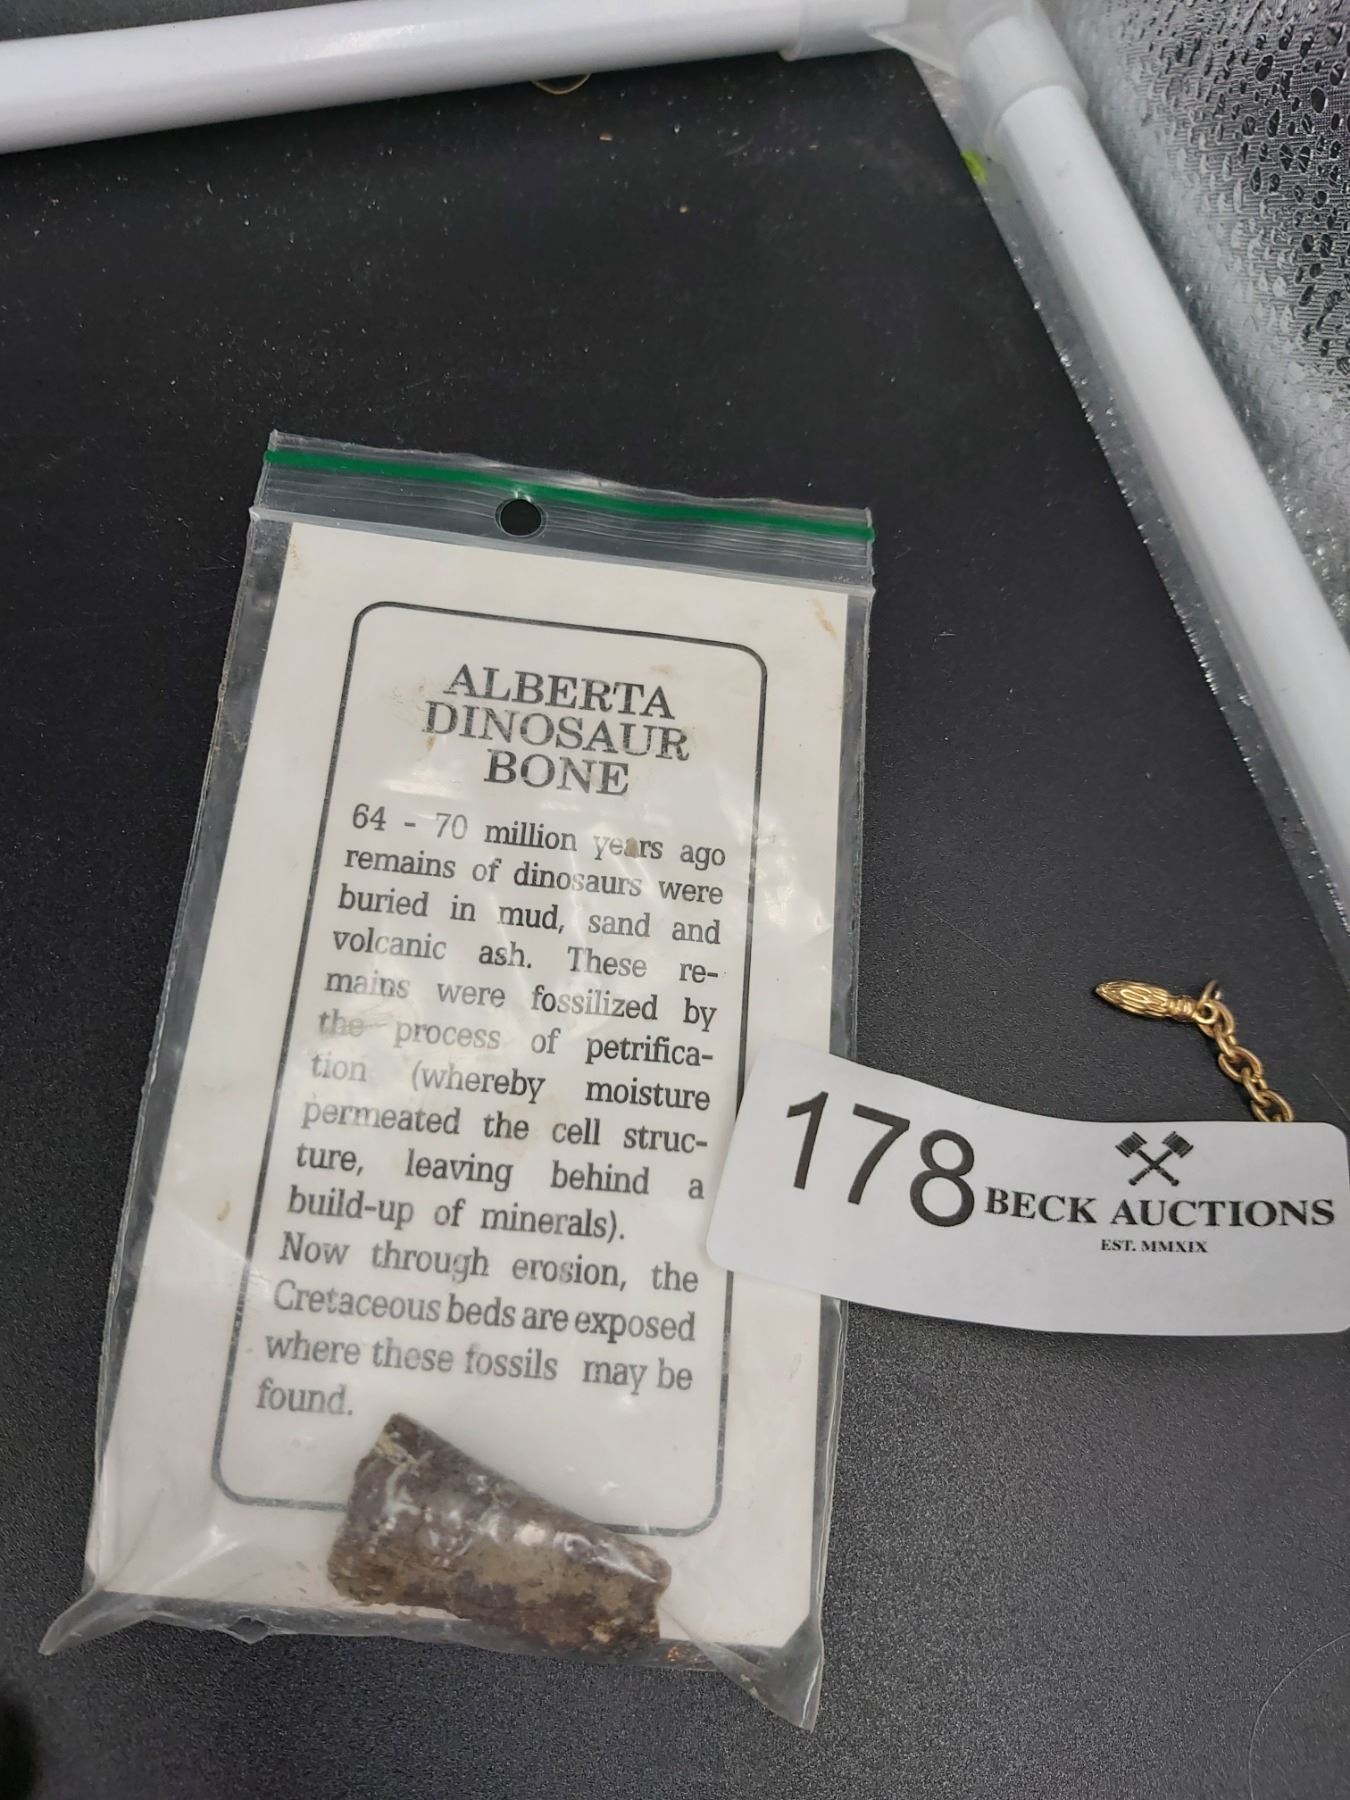 ALBERTA
DINOSAUR
BONE
64 - 70 million years ago
remains of dinosaurs were
buried in mud, sand and
volcanic ash. These re-
mains were fossilized by
the process of petrifica-
tion (whereby moisture
permeated the cell struc-
ture, leaving behind a
build-up of minerals).
Now through erosion, the
Cretaceous beds are exposed
where these fossils may be
found.
178
BECK AUCTIONS
EST. MMXIX